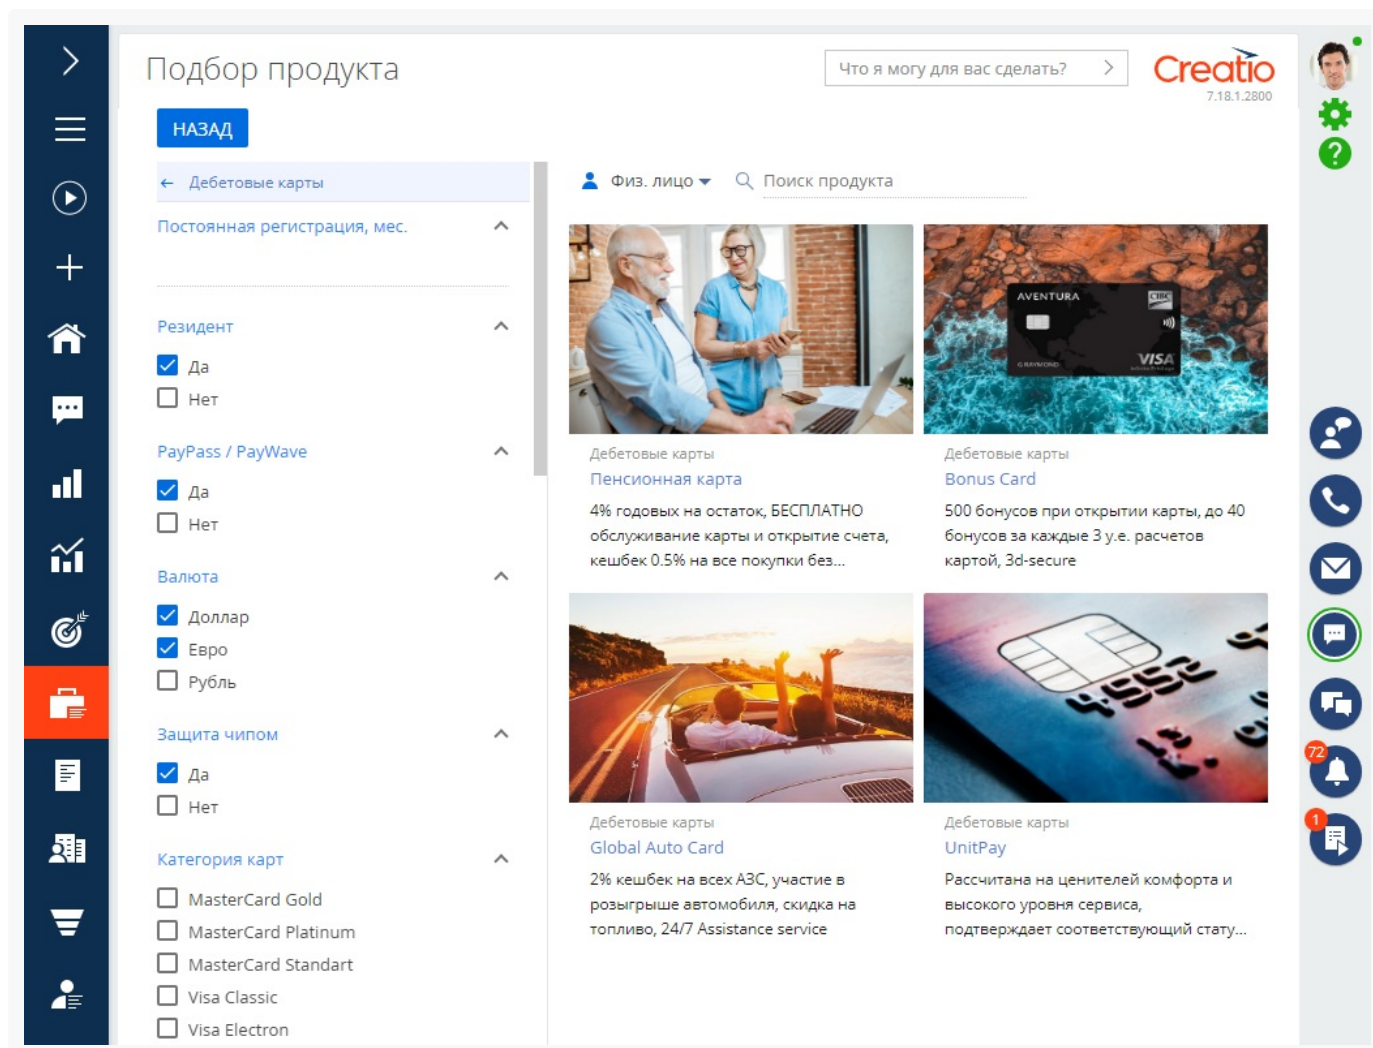 Подбор продукта
Что я могу для вас сделать?
Creatio
7.18.1.2800
НАЗАД
← Дебетовые карты
Постоянная регистрация, мес.
Резидент
Да
Нет
PayPass / PayWave
Да
Нет
Валюта
Доллар
Евро
Рубль
Защита чипом
Да
Нет
Категория карт
MasterCard Gold
MasterCard Platinum
MasterCard Standart
Visa Classic
Visa Electron
Физ. лицо
Поиск продукта
Дебетовые карты
Пенсионная карта
4% годовых на остаток, БЕСПЛАТНО
обслуживание карты и открытие счета,
кешбек 0.5% на все покупки без...
AVENTURA
CIBC
G RAYMOND
VISA
Infinite Privilege
Дебетовые карты
Bonus Card
500 бонусов при открытии карты, до 40
бонусов за каждые 3 у.е. расчетов
картой, 3d-secure
Дебетовые карты
Global Auto Card
2% кешбек на всех АЗС, участие в
розыгрыше автомобиля, скидка на
топливо, 24/7 Assistance service
4552
Дебетовые карты
UnitPay
Рассчитана на ценителей комфорта и
высокого уровня сервиса,
подтверждает соответствующий стату...
72
1